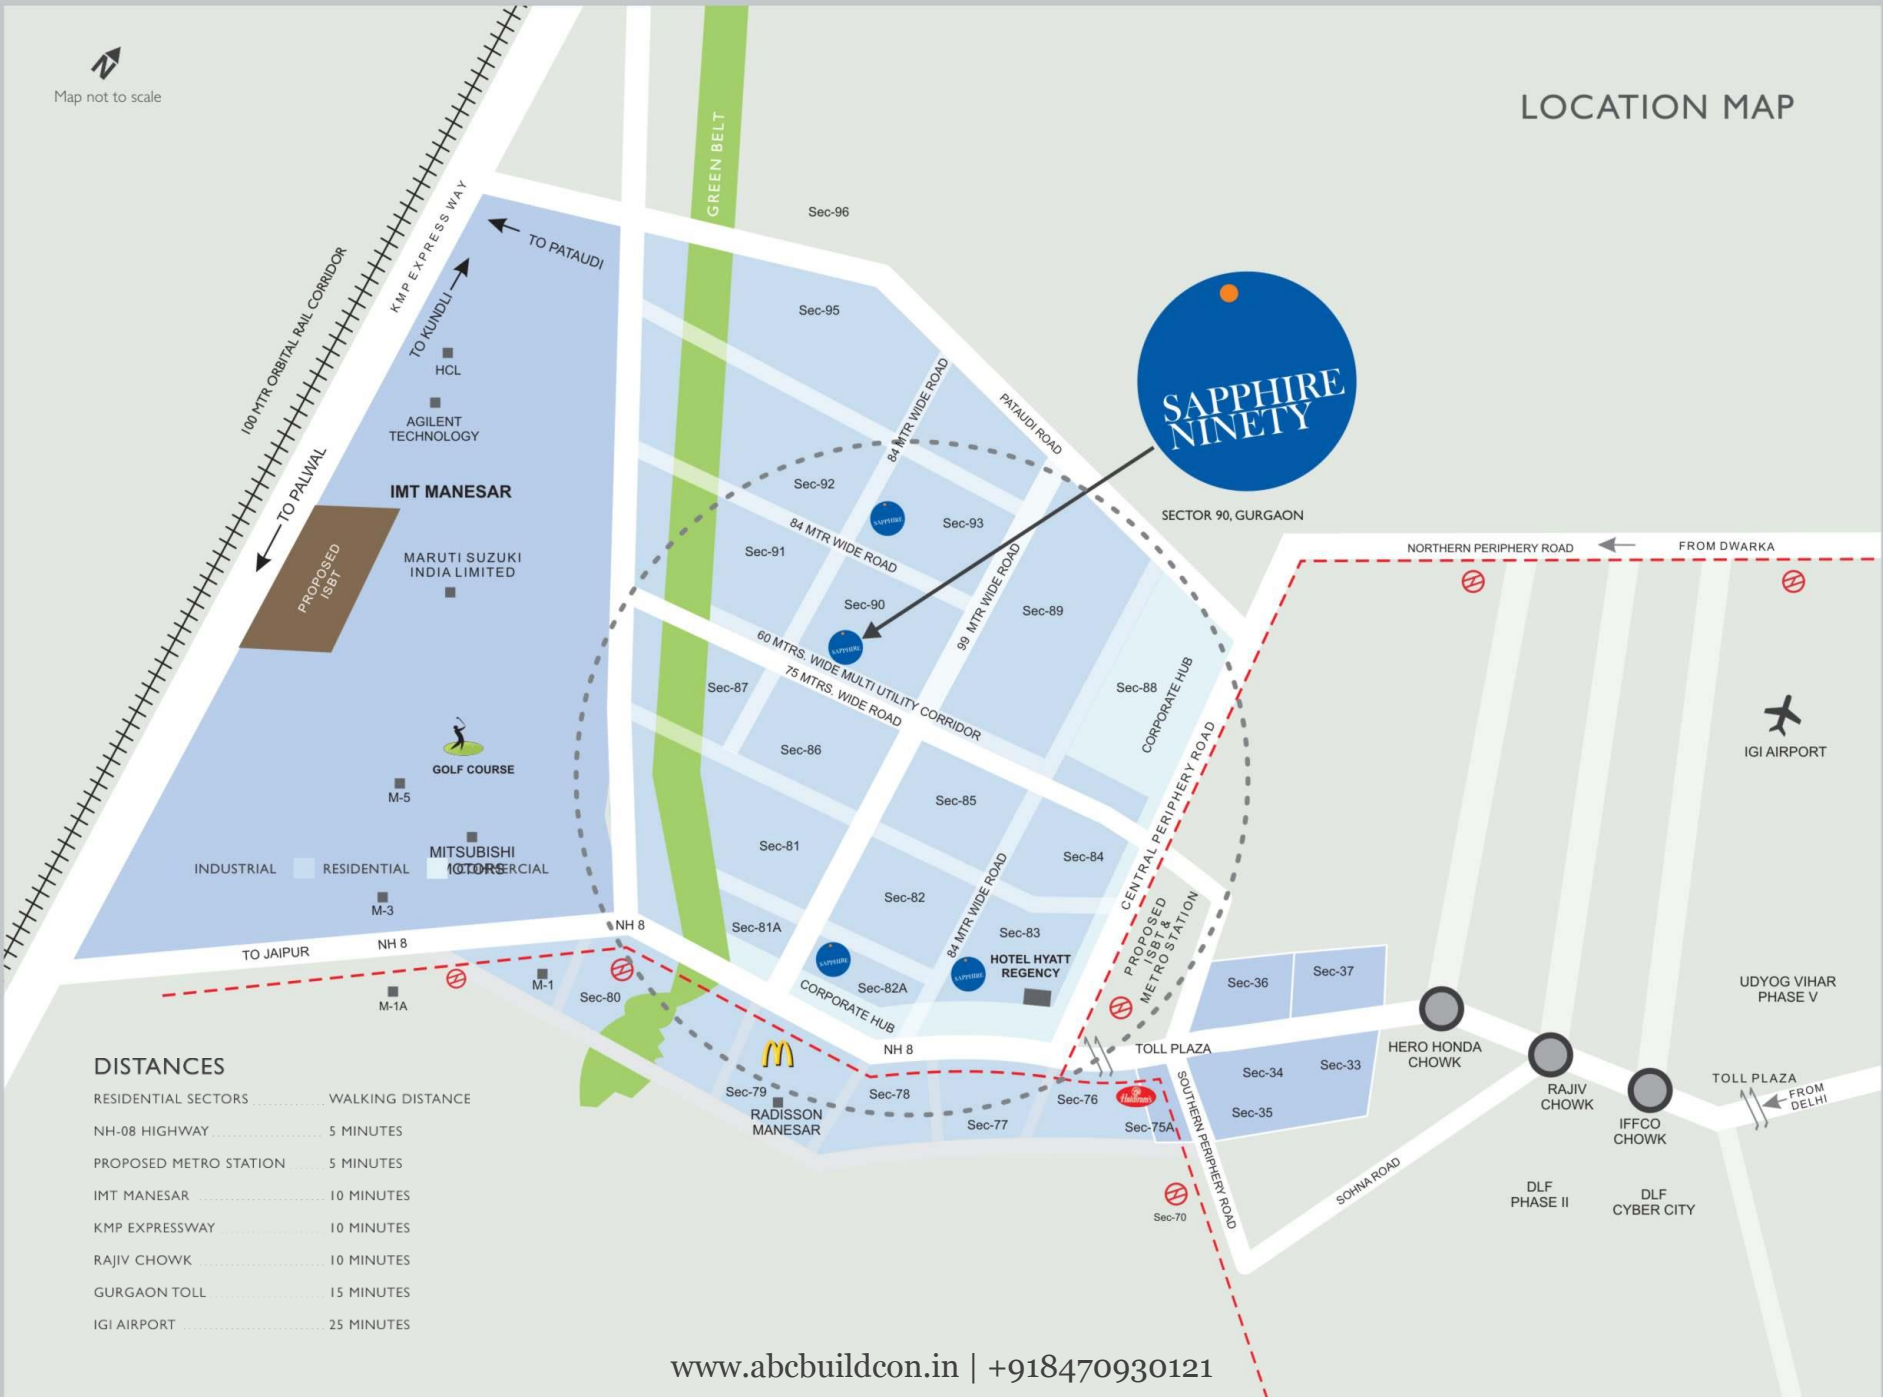 N
Map not to scale
LOCATION MAP
GREEN BELT
KMP EXPRESS WAY
100 MTR ORBITAL RAIL CORRIDOR
TO PATAUDI
TO KUNDLI
TO PALWAL
HCL
AGILENT
TECHNOLOGY
IMT MANESAR
MARUTI SUZUKI
INDIA LIMITED
PROPOSED
ISBT
GOLF COURSE
M-5
MITSUBISHI
MOTORS
INDUSTRIAL
RESIDENTIAL
COMMERCIAL
M-3
TO JAIPUR
NH 8
NH 8
M-1
M-1A
Sec-96
Sec-95
84 MTR WIDE ROAD
PATAUDI ROAD
SAPPHIRE
NINETY
SECTOR 90, GURGAON
Sec-92
SAPPHIRE
Sec-93
84 MTR WIDE ROAD
Sec-91
Sec-90
SAPPHIRE
99 MTR WIDE ROAD
Sec-89
60 MTRS. WIDE MULTI UTILITY CORRIDOR
75 MTRS. WIDE ROAD
Sec-87
Sec-88
CORPORATE HUB
Sec-86
Sec-85
Sec-84
Sec-81
Sec-82
84 MTR WIDE ROAD
Sec-83
Sec-81A
SAPPHIRE
Sec-82A
SAPPHIRE
HOTEL HYATT
REGENCY
CORPORATE HUB
NH 8
CENTRAL PERIPHERY ROAD
PROPOSED
ISBT &
METRO STATION
NORTHERN PERIPHERY ROAD
FROM DWARKA
IGI AIRPORT
UDYOG VIHAR
PHASE V
Sec-36
Sec-37
TOLL PLAZA
Sec-34
Sec-33
Sec-35
HERO HONDA
CHOWK
RAJIV
CHOWK
IFFCO
CHOWK
TOLL PLAZA
FROM
DELHI
DLF
PHASE II
DLF
CYBER CITY
SOHNA ROAD
SOUTHERN PERIPHERY ROAD
Sec-80
Sec-79
RADISSON
MANESAR
Sec-78
Sec-77
Sec-76
Haldiram's
Sec-75A
Sec-70
DISTANCES
RESIDENTIAL SECTORS WALKING DISTANCE
NH-08 HIGHWAY 5 MINUTES
PROPOSED METRO STATION 5 MINUTES
IMT MANESAR 10 MINUTES
KMP EXPRESSWAY 10 MINUTES
RAJIV CHOWK 10 MINUTES
GURGAON TOLL 15 MINUTES
IGI AIRPORT 25 MINUTES
www.abcbuildcon.in | +918470930121